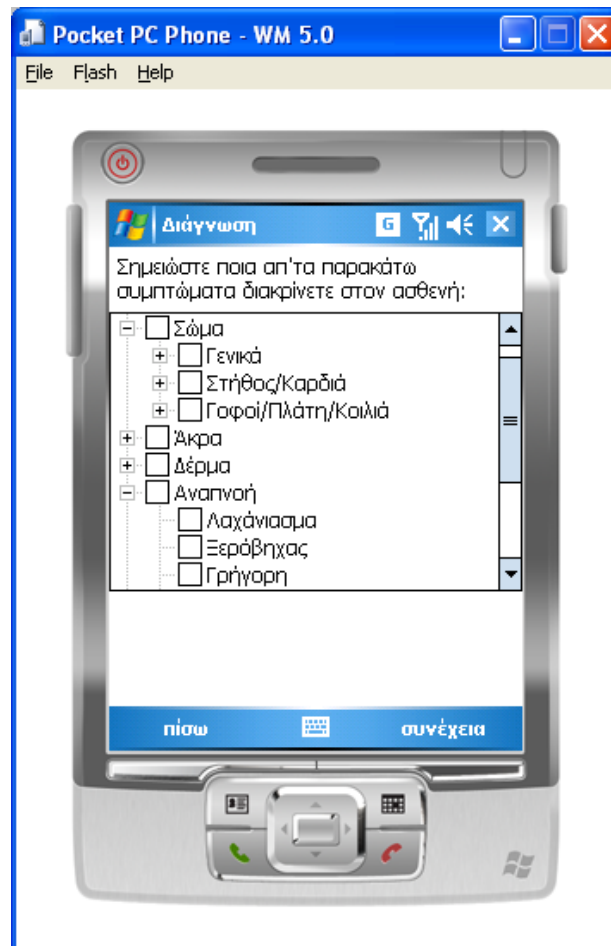 Pocket PC Phone - WM 5.0
File Flash Help
Διάγνωση G
Σημειώστε ποια απ'τα παρακάτω
συμπτώματα διακρίνετε στον ασθενή:
Σώμα
Γενικά
Στήθος/Καρδιά
Γοφοί/Πλάτη/Κοιλιά
Άκρα
Δέρμα
Αναπνοή
Λαχάνιασμα
Ξερόβηχας
Γρήγορη
πίσω συνέχεια